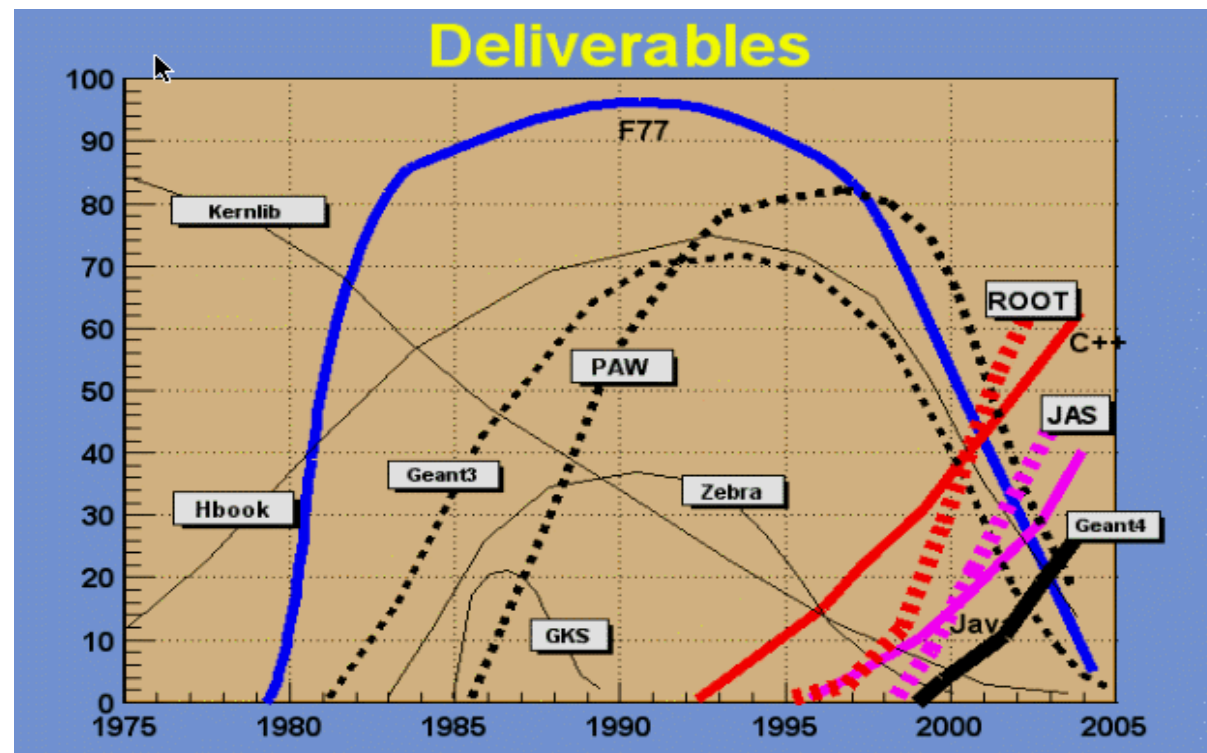 Deliverables
100
90
80
70
60
50
40
30
20
10
0
F77
Kernlib
ROOT
C++
PAW
JAS
Geant3
Zebra
Hbook
Geant4
GKS
Java
1975 1980 1985 1990 1995 2000 2005